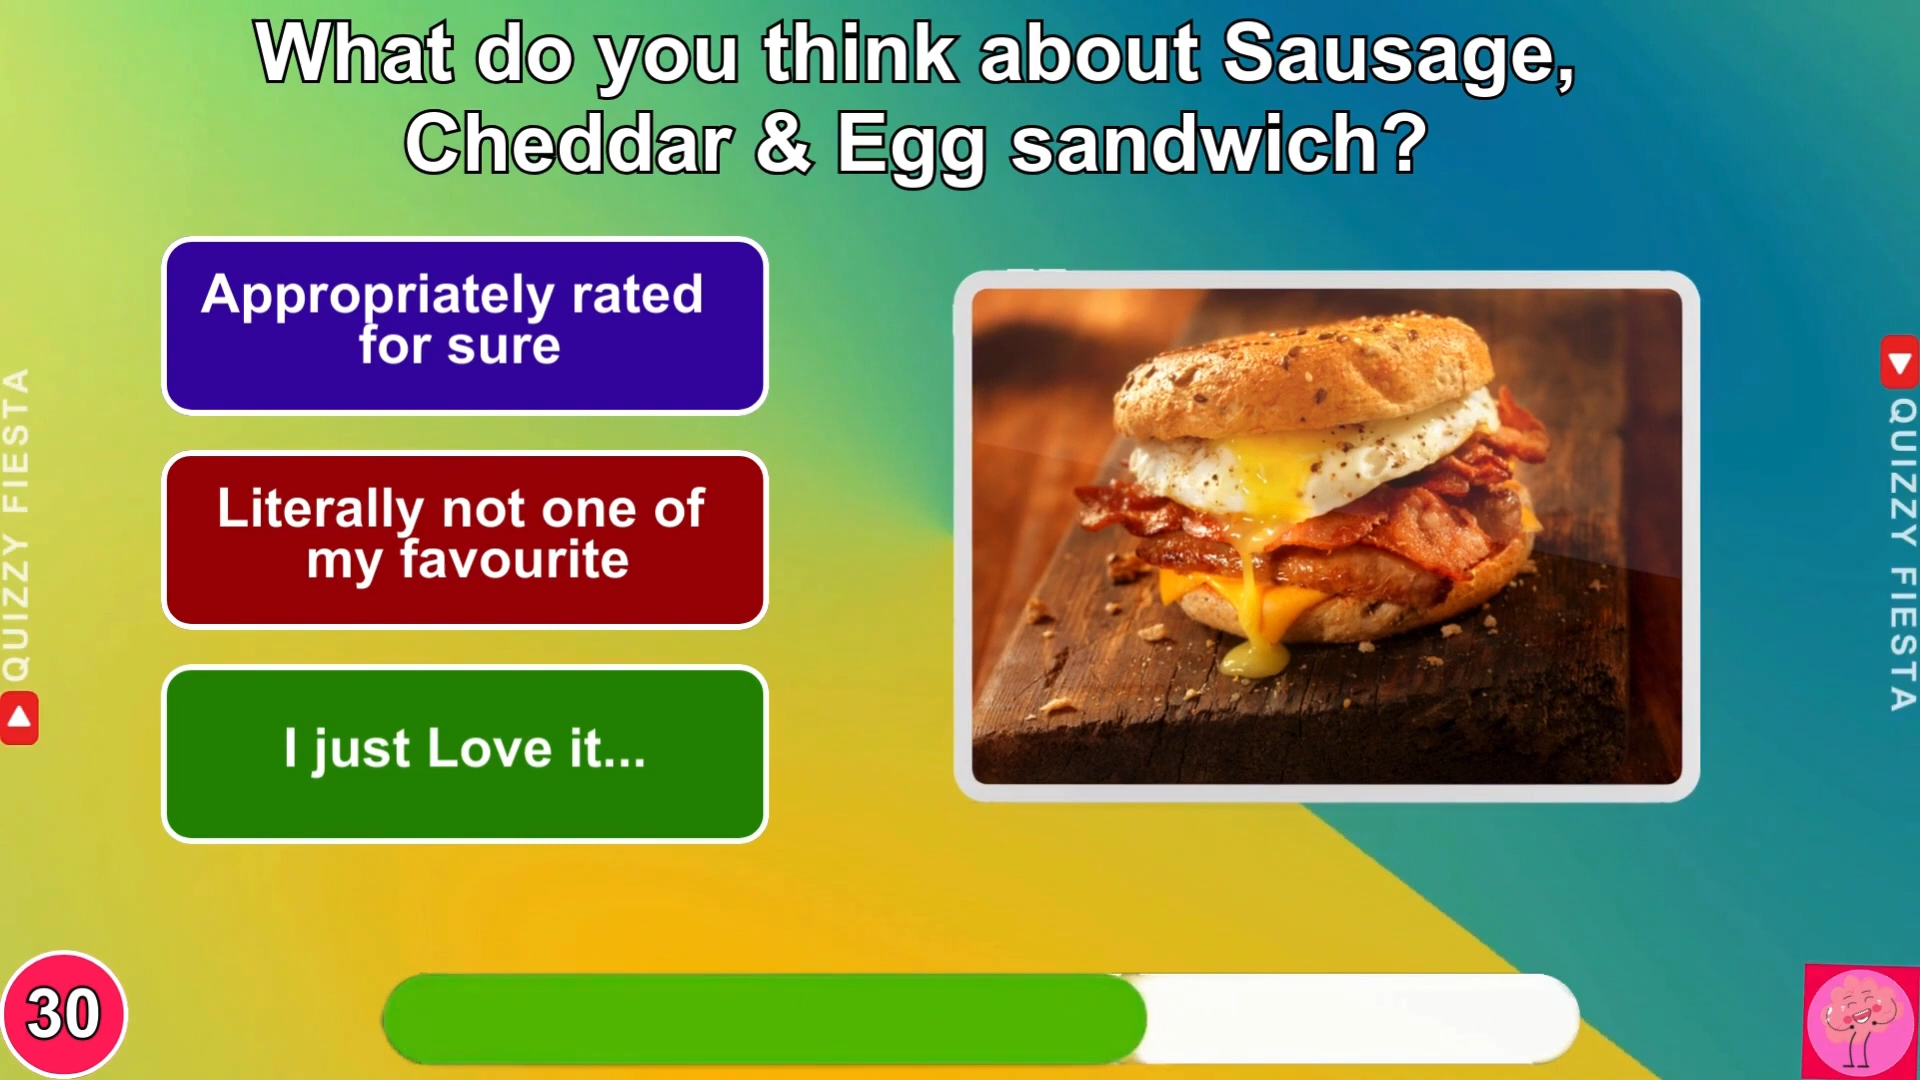 What do you think about Sausage,
Cheddar & Egg sandwich?
Appropriately rated
for sure
Literally not one of
my favourite
I just Love it...
QUIZZY FIESTA
QUIZZY FIESTA
30